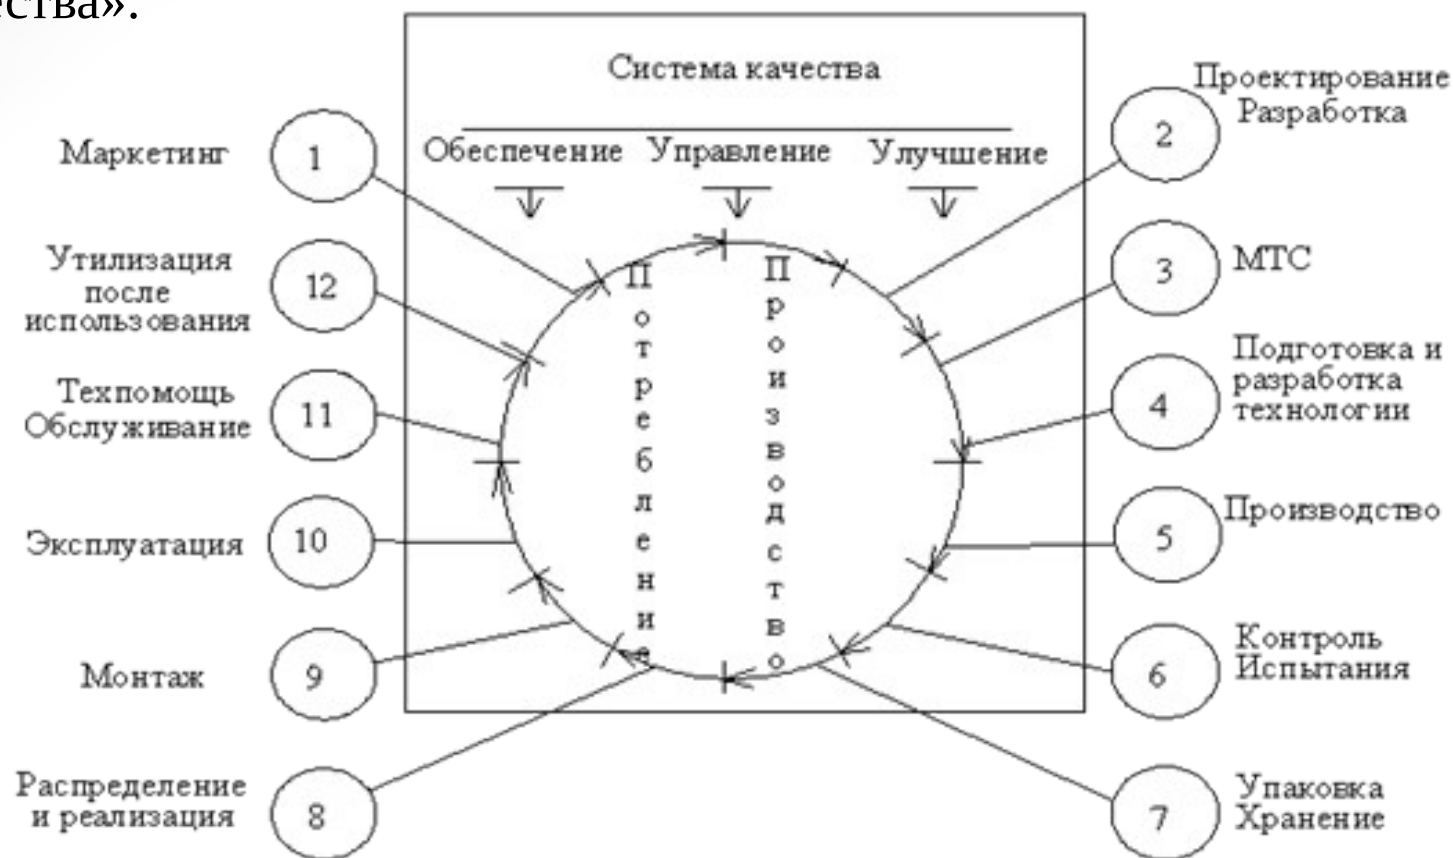 ества».
Система качества
Обеспечение Управление Улучшение
Маркетинг
1
Утилизация
после
использования
12
Техпомощь
Обслуживание
11
Эксплуатация
10
Монтаж
9
Распределение
и реализация
8
Потребление
Производство
2
Проектирование
Разработка
3
МТС
4
Подготовка и
разработка
технологии
5
Производство
6
Контроль
Испытания
7
Упаковка
Хранение